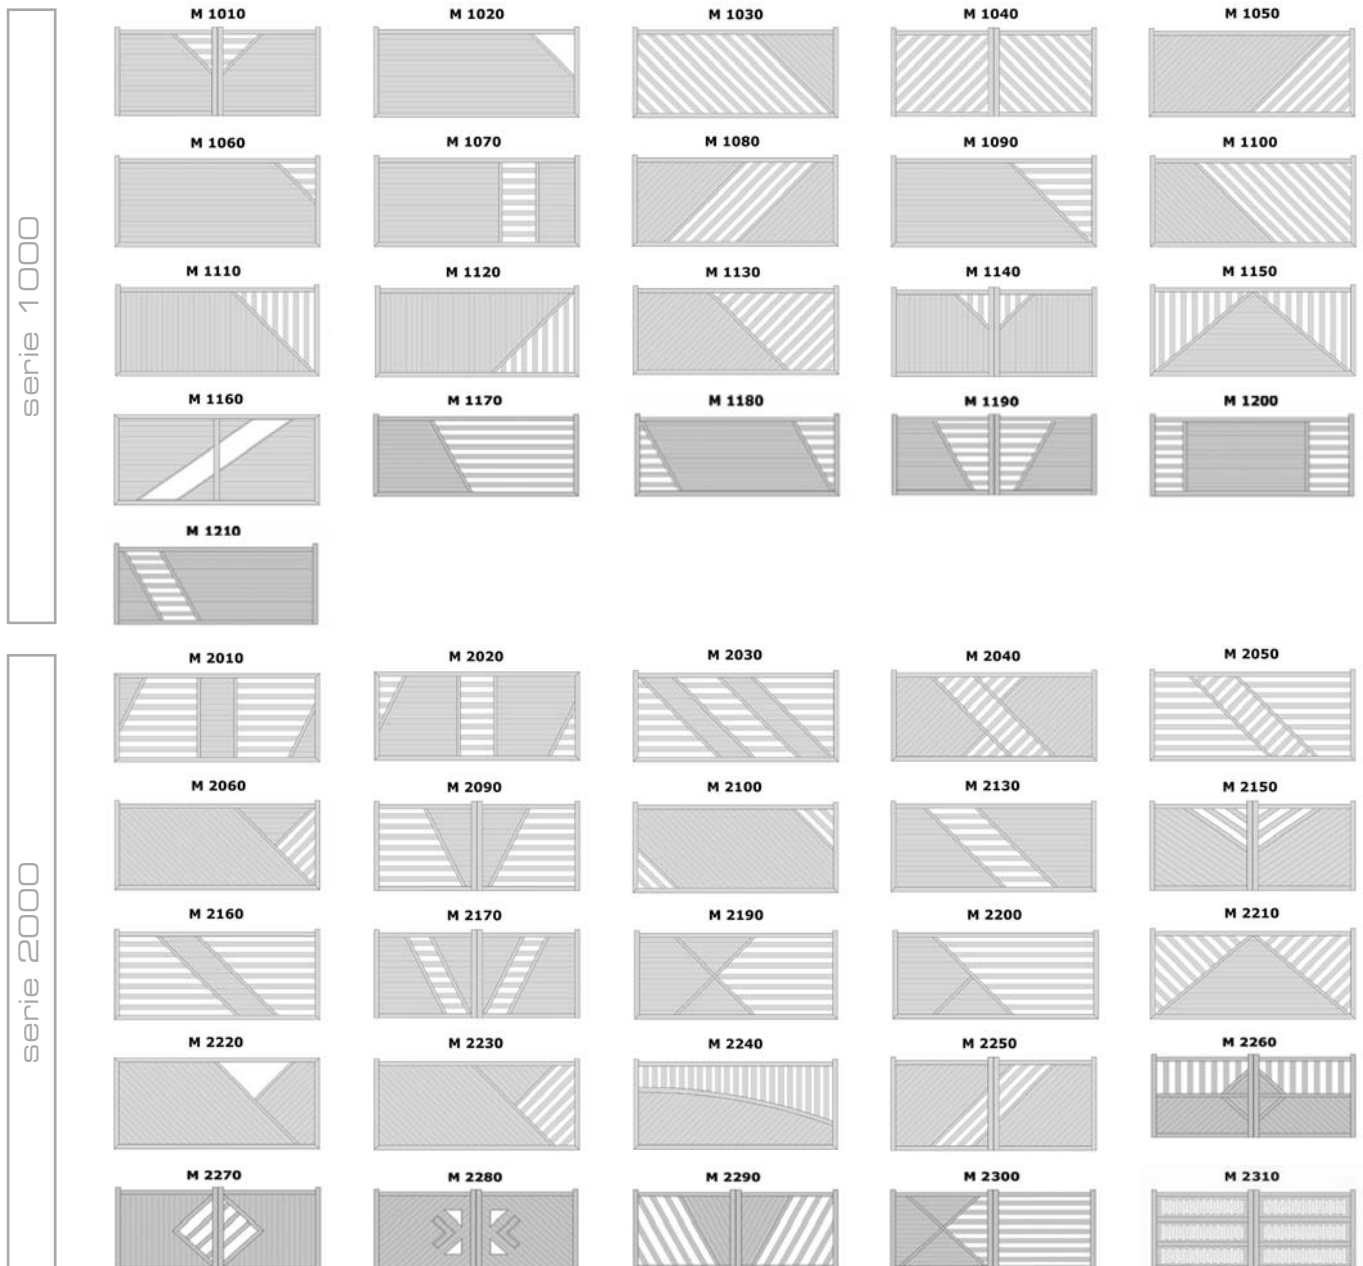 serie 1000
M 1010 M 1020 M 1030 M 1040 M 1050
M 1060 M 1070 M 1080 M 1090 M 1100
M 1110 M 1120 M 1130 M 1140 M 1150
M 1160 M 1170 M 1180 M 1190 M 1200
M 1210
serie 2000
M 2010 M 2020 M 2030 M 2040 M 2050
M 2060 M 2090 M 2100 M 2130 M 2150
M 2160 M 2170 M 2190 M 2200 M 2210
M 2220 M 2230 M 2240 M 2250 M 2260
M 2270 M 2280 M 2290 M 2300 M 2310